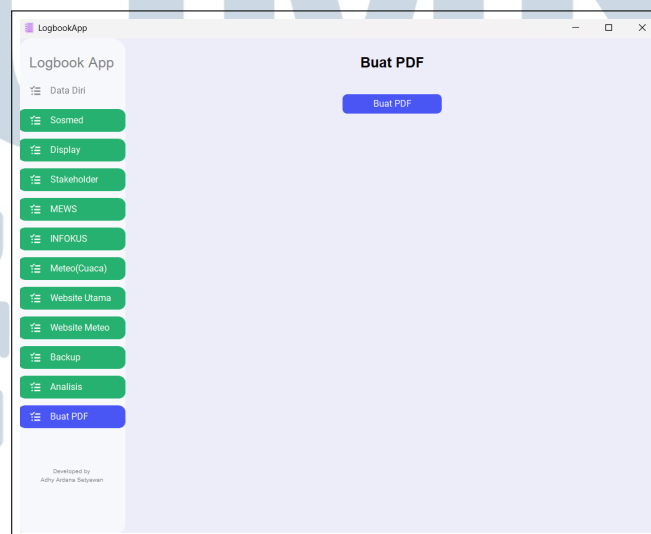 LogbookApp
Logbook App
Data Diri
Sosmed
Display
Stakeholder
MEWS
INFOKUS
Meteo(Cuaca)
Website Utama
Website Meteo
Backup
Analisis
Buat PDF
Developed by
Adhy Ardana Setyawan
Buat PDF
Buat PDF